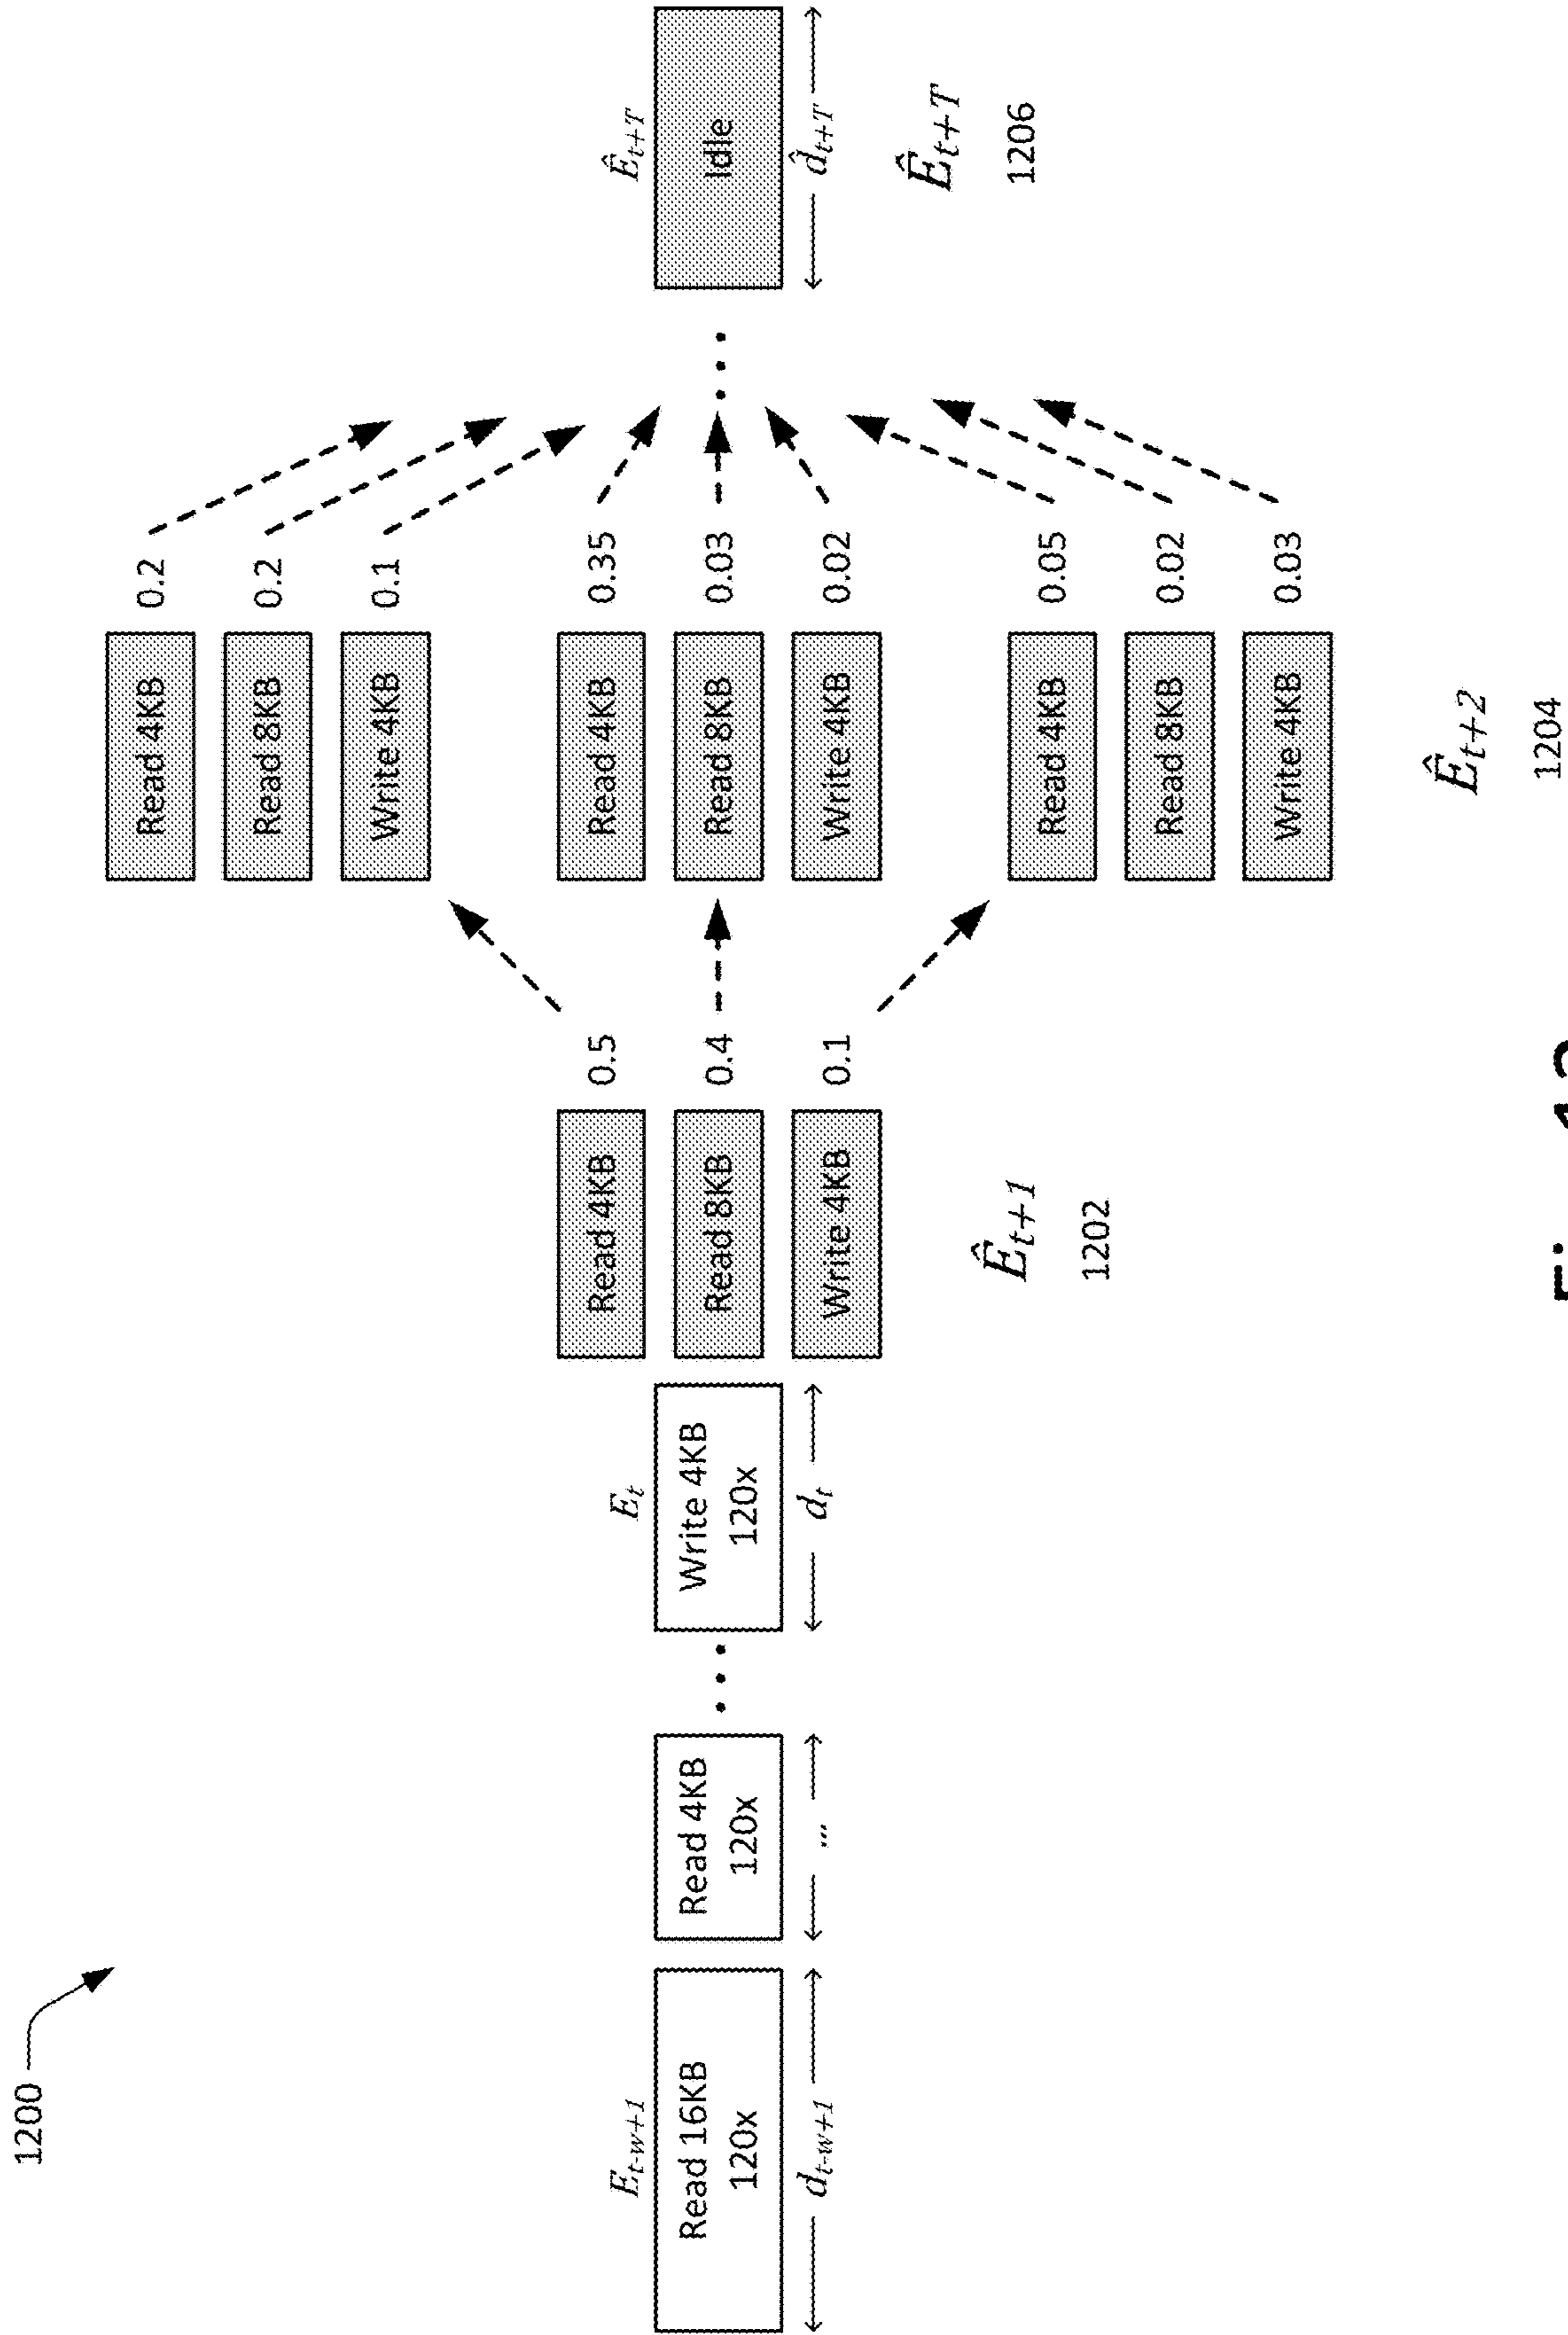 1200
E_{t-w+1}
Read 16KB
120x
d_{t-w+1}
Read 4KB
120x
...
E_t
Write 4KB
120x
d_t
Read 4KB
0.5
Read 8KB
0.4
Write 4KB
0.1
Ê_{t+1}
1202
Read 4KB
0.2
Read 8KB
0.2
Write 4KB
0.1
Read 4KB
0.35
Read 8KB
0.03
Write 4KB
0.02
Read 4KB
0.05
Read 8KB
0.02
Write 4KB
0.03
Ê_{t+2}
1204
Ê_{t+T}
Idle
d̂_{t+T}
Ê_{t+T}
1206